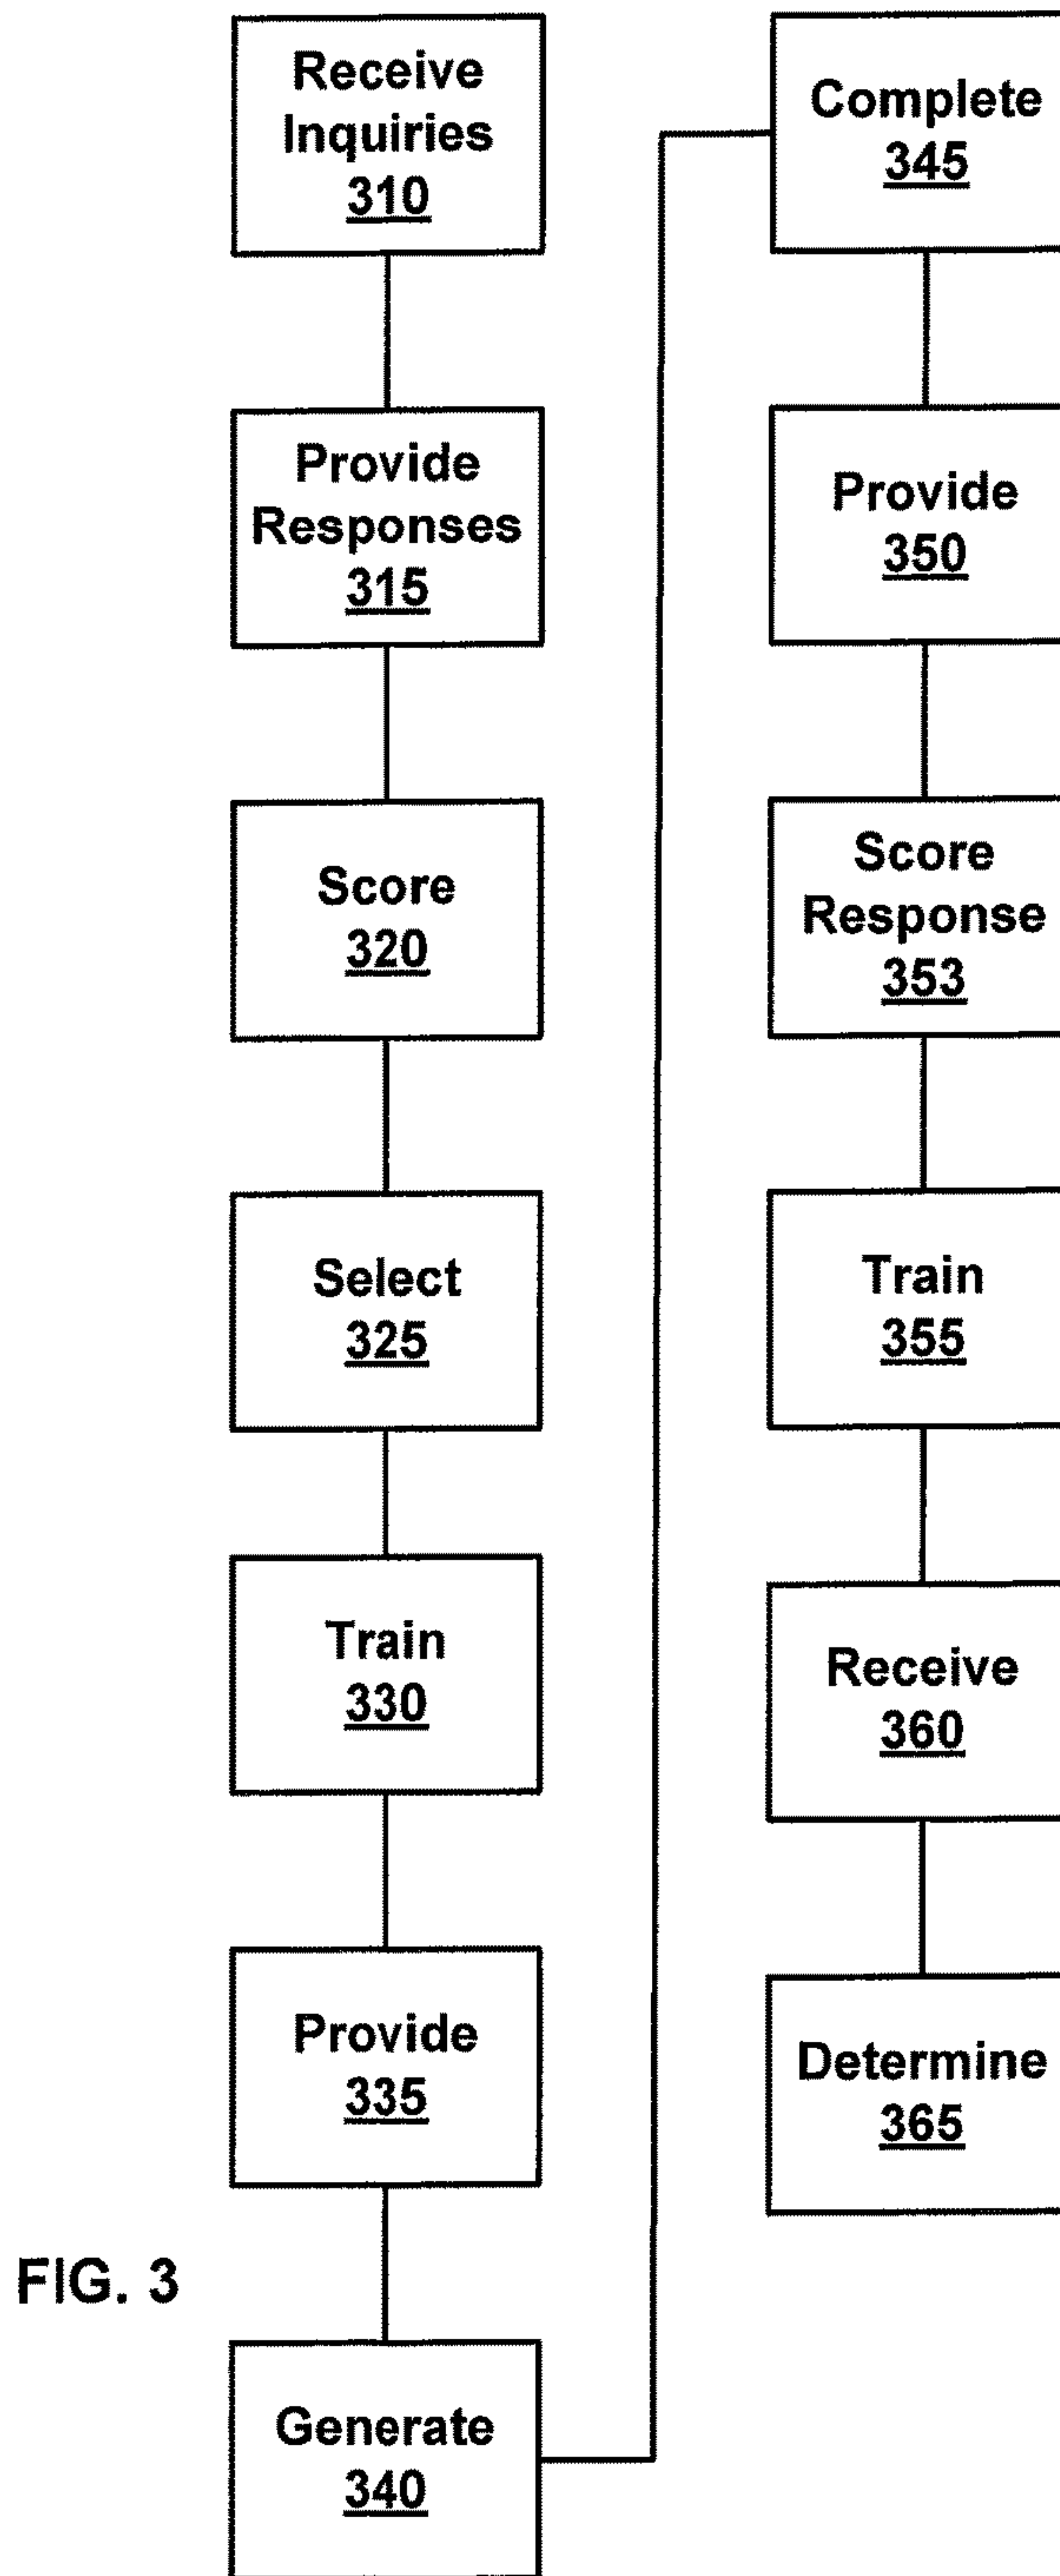 Receive
Inquiries
310
Provide
Responses
315
Score
320
Select
325
Train
330
Provide
335
Generate
340
Complete
345
Provide
350
Score
Response
353
Train
355
Receive
360
Determine
365
FIG. 3